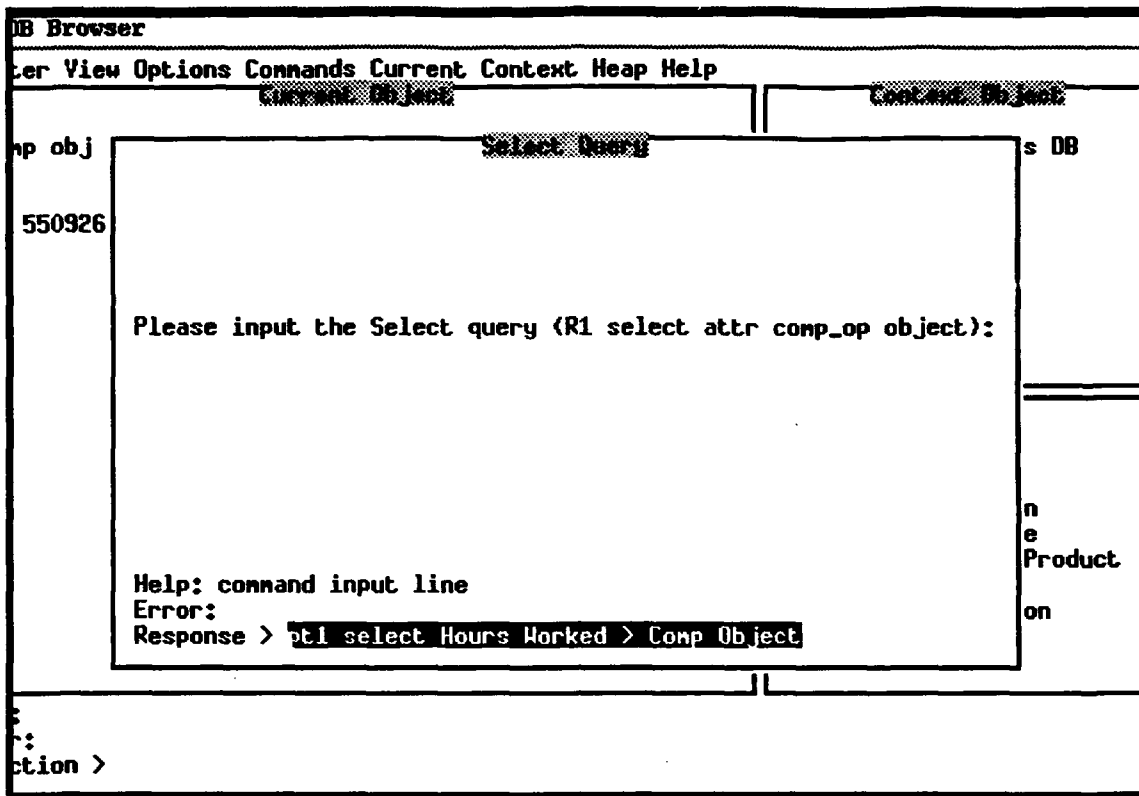 DB Browser
ter View Options Commands Current Context Heap Help
Current Object
Context Object
mp obj
Select Query
s DB
550926
Please input the Select query (R1 select attr comp_op object):
n
e
Product
Help: command input line
Error:
on
Response > pt1 select Hours Worked > Comp Object
:
r:
ction >